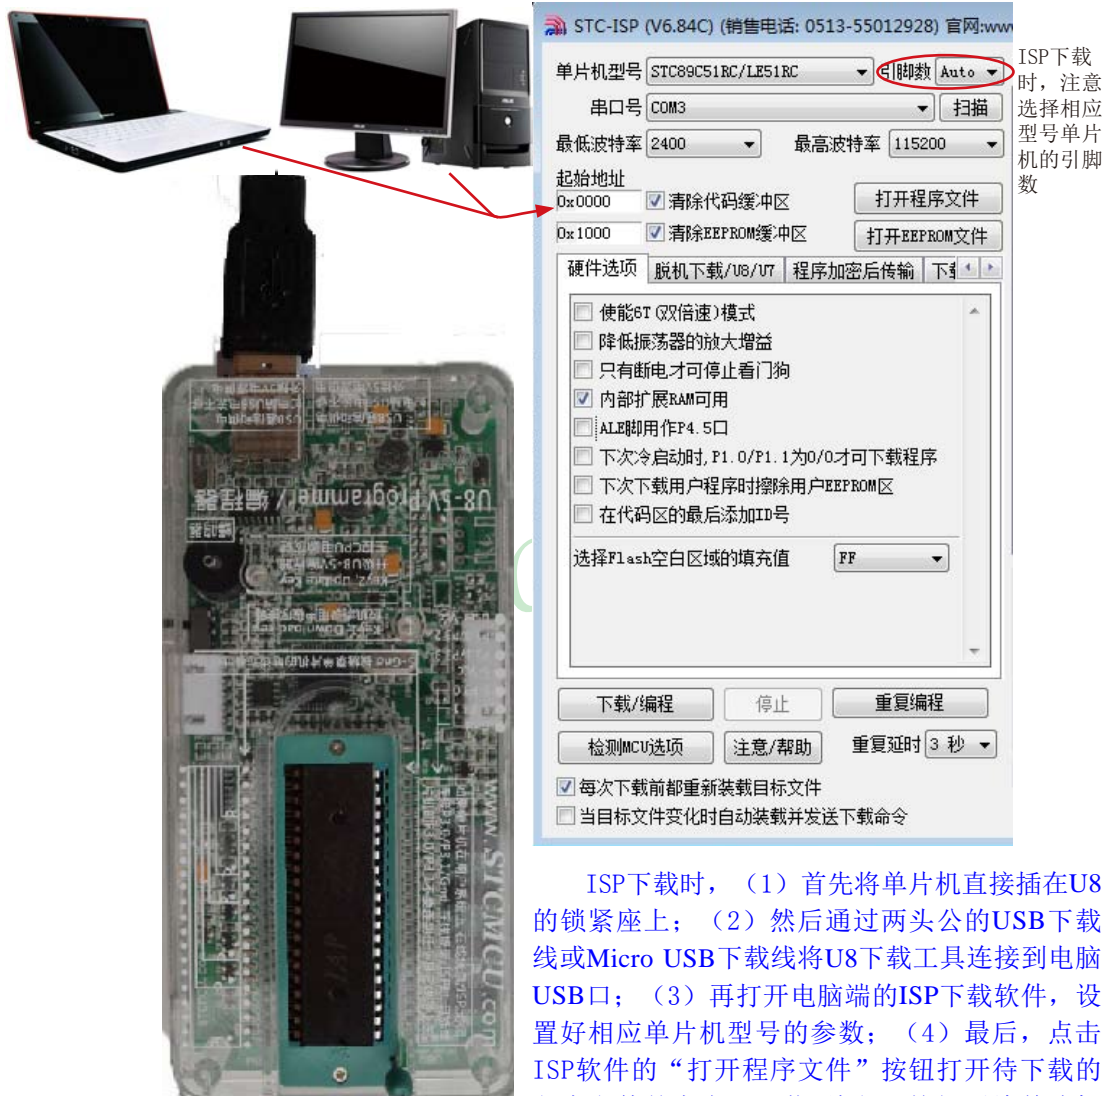 STC-ISP (V6.84C) (销售电话: 0513-55012928) 官网:www
单片机型号 STC89C51RC/LE51RC 引脚数 Auto
串口号 COM3 扫描
最低波特率 2400 最高波特率 115200
起始地址
0x0000 清除代码缓冲区 打开程序文件
0x1000 清除EEPROM缓冲区 打开EEPROM文件
硬件选项 脱机下载/U8/U7 程序加密后传输
使能6T(双倍速)模式
降低振荡器的放大增益
只有断电才可停止看门狗
内部扩展RAM可用
ALE脚用作P4.5口
下次冷启动时,P1.0/P1.1为0/0才可下载程序
下次下载用户程序时擦除用户EEPROM区
在代码区的最后添加ID号
选择Flash空白区域的填充值 FF
下载/编程 停止 重复编程
检测MCU选项 注意/帮助 重复延时 3 秒
每次下载前都重新装载目标文件
当目标文件变化时自动装载并发送下载命令
ISP下载
时，注意
选择相应
型号单片
机的引脚
数
U8-5V Programmer/编程器
www.STCMCU.com
ISP下载时，（1）首先将单片机直接插在U8
的锁紧座上；（2）然后通过两头公的USB下载
线或Micro USB下载线将U8下载工具连接到电脑
USB口；（3）再打开电脑端的ISP下载软件，设
置好相应单片机型号的参数；（4）最后，点击
ISP软件的“打开程序文件”按钮打开待下载的